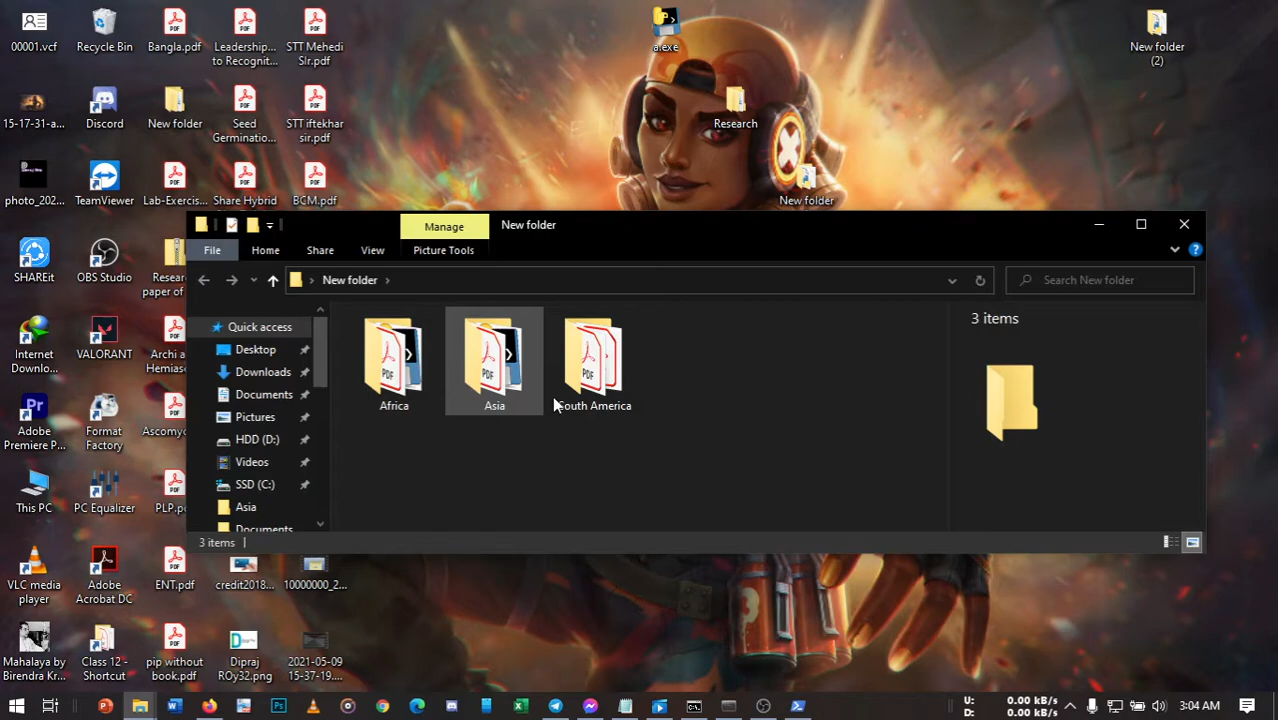 00001.vcf
Recycle Bin
Bangla.pdf
Leadership...
to Recognit...
STT Mehedi
SIr.pdf
a.exe
New folder
(2)
15-17-31-a...
Discord
New folder
Seed
Germinatio...
STT iftekhar
sir.pdf
Research
photo_202...
TeamViewer
Lab-Exercis...
Share Hybrid
BCM.pdf
New folder
Manage
New folder
File
Home
Share
View
Picture Tools
New folder
Search New folder
SHAREit
OBS Studio
Resear
paper of
Internet
Downlo...
VALORANT
Archi a
Hemiaso
Adobe
Premiere P...
Format
Factory
Ascomyc
This PC
PC Equalizer
PLP.p
Quick access
Desktop
Downloads
Documents
Pictures
HDD (D:)
Videos
SSD (C:)
Asia
Documents
PDF
Africa
PDF
Asia
PDF
South America
3 items
3 items
VLC media
player
Adobe
Acrobat DC
ENT.pdf
credit2018...
10000000_2...
Mahalaya by
Birendra Kr...
Class 12 -
Shortcut
pip without
book.pdf
Dipraj
ROy32.png
2021-05-09
15-37-19....
U: 0.00 kB/s
D: 0.00 kB/s
3:04 AM